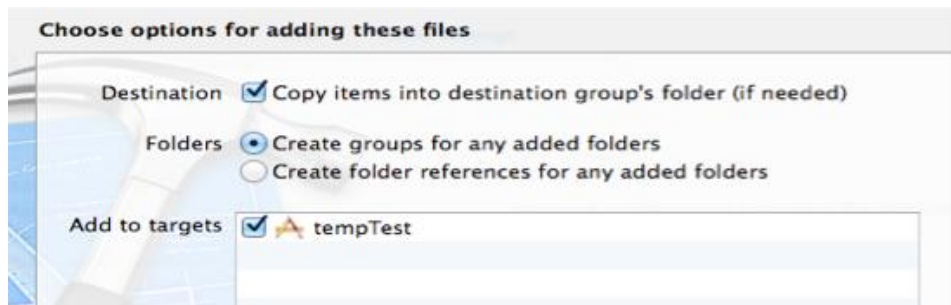 Choose options for adding these files
Destination Copy items into destination group's folder (if needed)
Folders Create groups for any added folders
Create folder references for any added folders
Add to targets tempTest